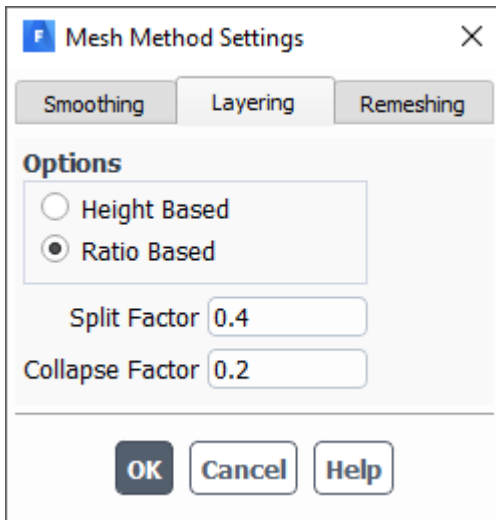 F Mesh Method Settings
Smoothing Layering Remeshing
Options
Height Based
Ratio Based
Split Factor 0.4
Collapse Factor 0.2
OK Cancel Help